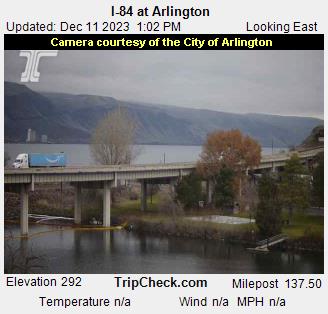 I-84 at Arlington
Updated: Dec 11 2023 1:02 PM Looking East
Camera courtesy of the City of Arlington
Elevation 292 TripCheck.com Milepost 137.50
Temperature n/a Wind n/a MPH n/a